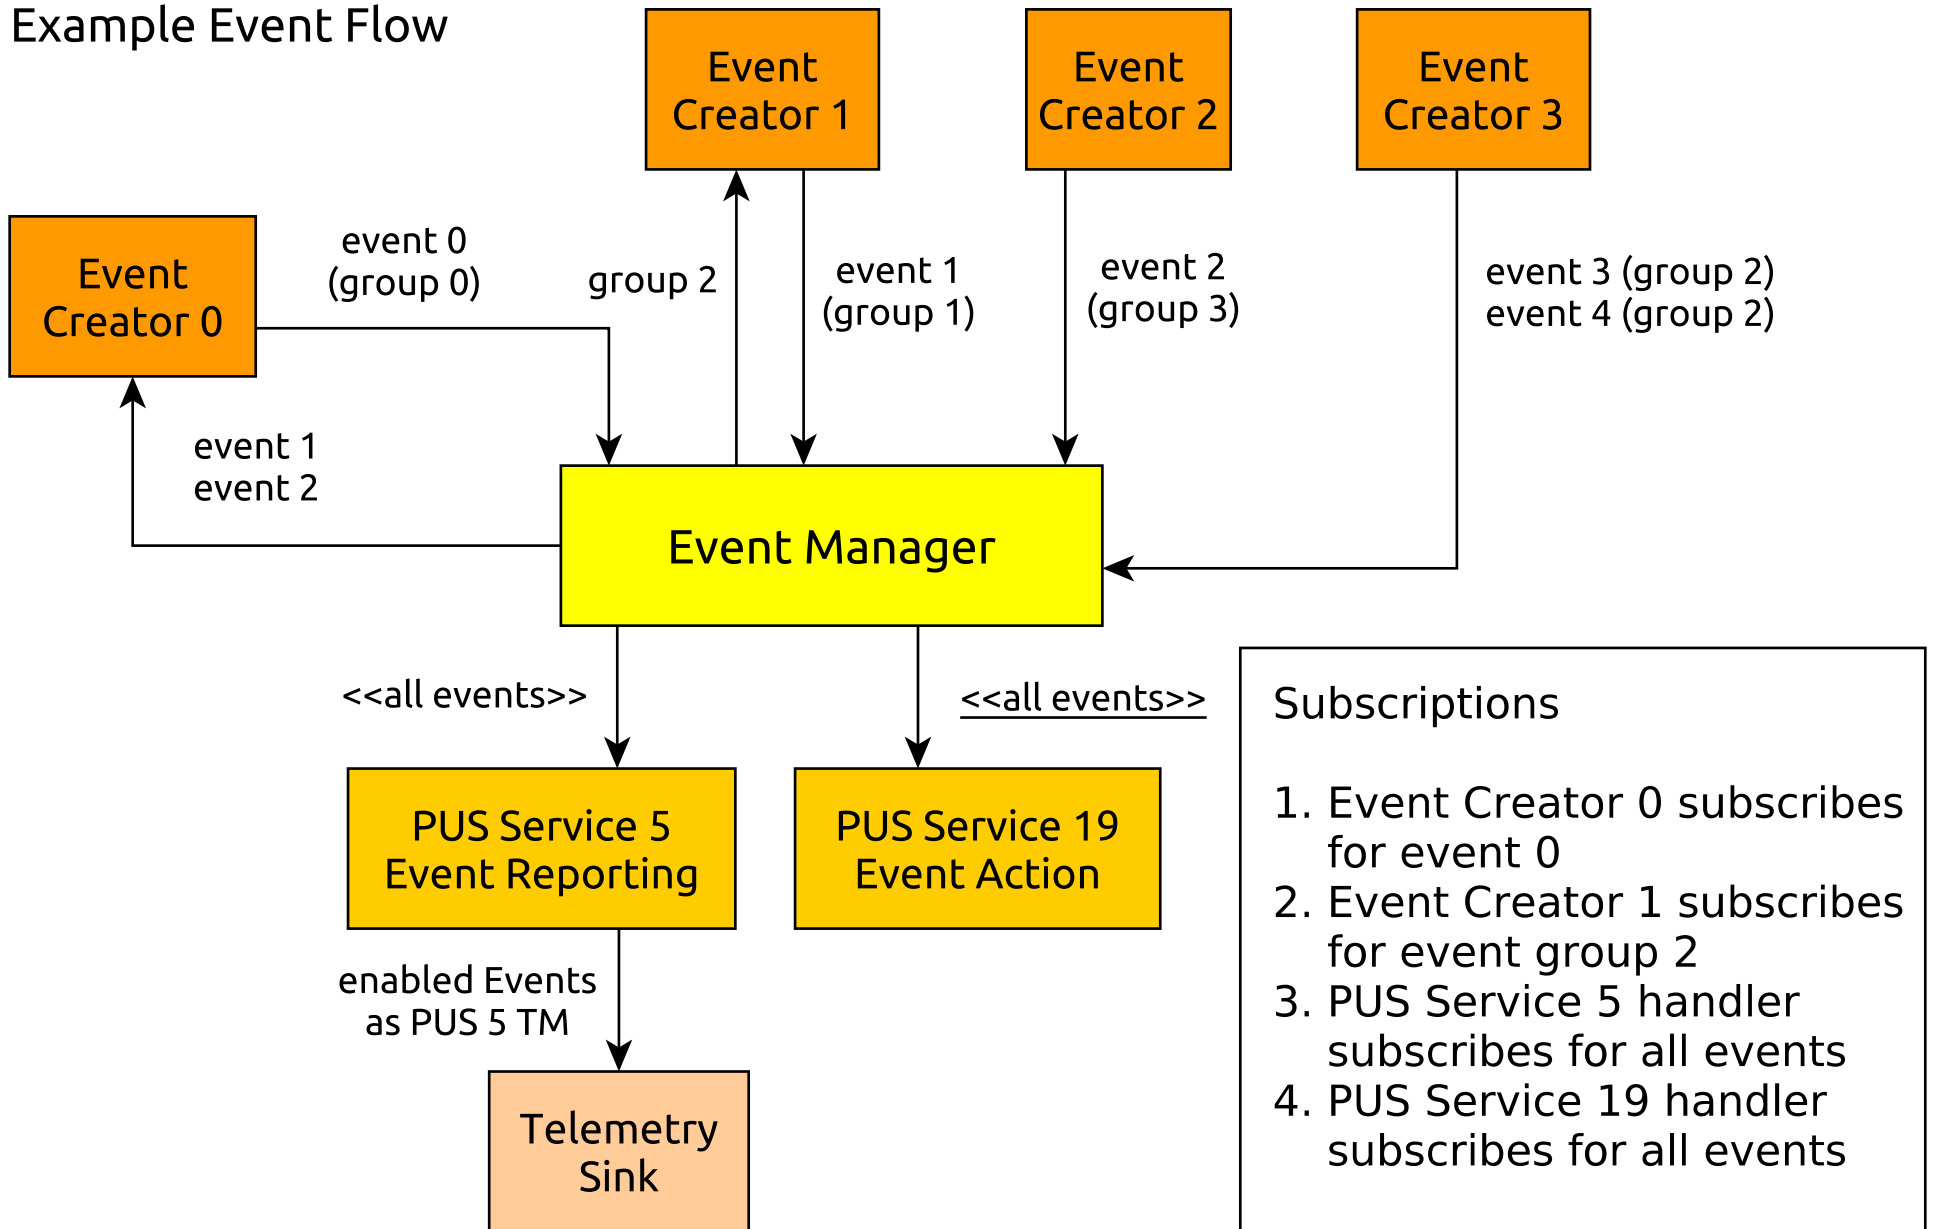 Example Event Flow
Event
Creator 1
Event
Creator 2
Event
Creator 3
Event
Creator 0
event 0
(group 0)
group 2
event 1
(group 1)
event 2
(group 3)
event 3 (group 2)
event 4 (group 2)
event 1
event 2
Event Manager
<<all events>>
<<all events>>
PUS Service 5
Event Reporting
PUS Service 19
Event Action
enabled Events
as PUS 5 TM
Telemetry
Sink
Subscriptions
1. Event Creator 0 subscribes
for event 0
2. Event Creator 1 subscribes
for event group 2
3. PUS Service 5 handler
subscribes for all events
4. PUS Service 19 handler
subscribes for all events